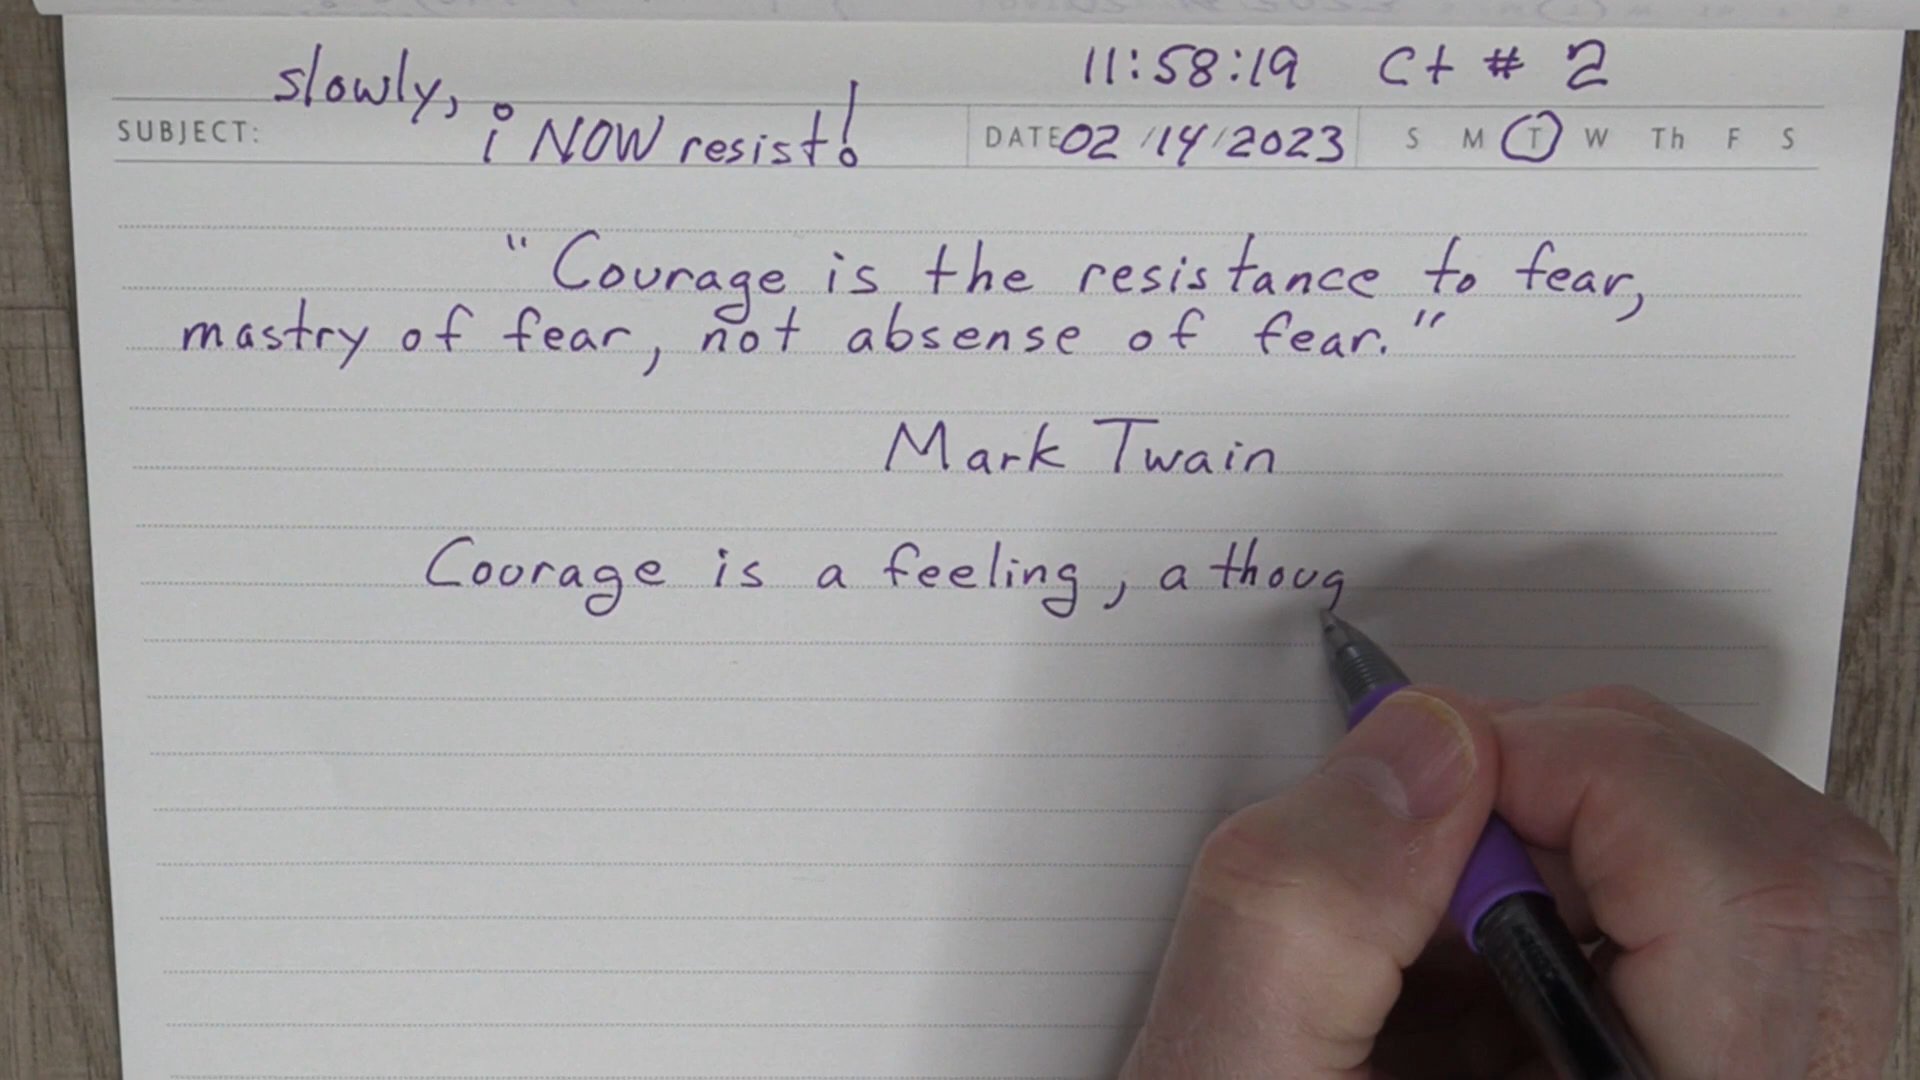 slowly,
11:58:19 Ct # 2
SUBJECT: i NOW resist! DATE 02/14/2023 S M T W Th F S
"Courage is the resistance to fear,
mastry of fear, not absense of fear."
Mark Twain
Courage is a feeling, a thoug